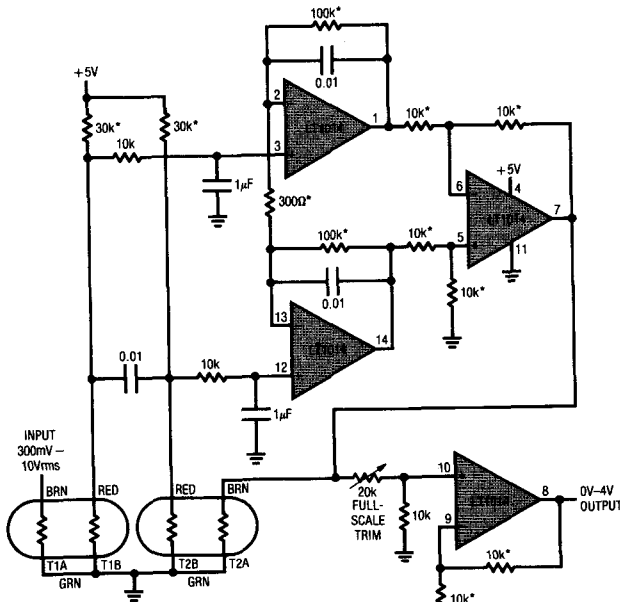 100k*
0.01
+5V
2
1
10k*
10k*
30k*
30k*
10k
3
+5V
1μF
6
4
7
300Ω*
100k*
10k*
5
11
0.01
10k*
13
14
0.01
10k
12
1μF
INPUT
300mV –
10Vrms
BRN
RED
RED
BRN
10
20k
FULL-
SCALE
TRIM
10k
8
0V–4V
OUTPUT
9
T1A
T1B
T2B
T2A
GRN
GRN
10k*
10k*